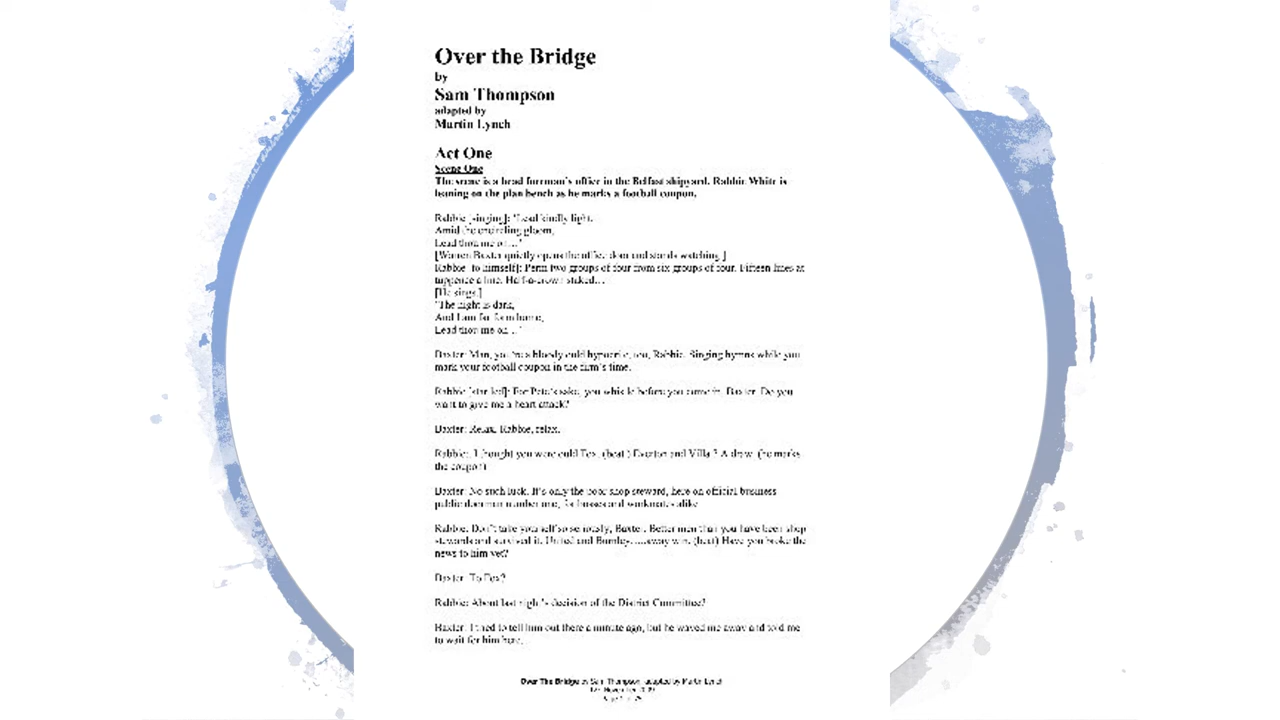 Over the Bridge
by
Sam Thompson
adapted by
Martin Lynch
Act One
Scene One
The scene is a head foreman's office in the Belfast shipyard. Rabbie White is
leaning on the plan bench as he marks a football coupon.
Rabbie [singing]: 'Lead kindly light,
Amid the encircling gloom,
Lead thou me on…'
[Warren Baxter quietly opens the office door and stands watching.]
Rabbie [to himself]: Perm two groups of four from six groups of four. Fifteen lines at
tuppence a line. Half-a-crown staked…
[He sings]
'The night is dark,
And I am far from home,
Lead thou me on…'
Baxter: Man, you're a bloody ould hypocrite, you, Rabbie. Singing hymns while you
mark your football coupon in the firm's time.
Rabbie [startled]: For Pete's sake, you whistle before you come in, Baxter. Do you
want to give me a heart attack?
Baxter: Relax, Rabbie, relax.
Rabbie: I thought you were ould Fox. (beat) Everton and Villa? A draw. (he marks
the coupon)
Baxter: No such luck. It's only the poor shop steward, here on official business
public doorman number one, for bosses and workmates alike.
Rabbie: Don't take yourself so seriously, Baxter. Better men than you have been shop
stewards and survived it. United and Burnley…..away win. (beat) Have you broke the
news to him yet?
Baxter: To Fox?
Rabbie: About last night's decision of the District Committee?
Baxter: I tried to tell him out there a minute ago, but he waved me away and told me
to wait for him here.
Over The Bridge by Sam Thompson, adapted by Martin Lynch
November
Page